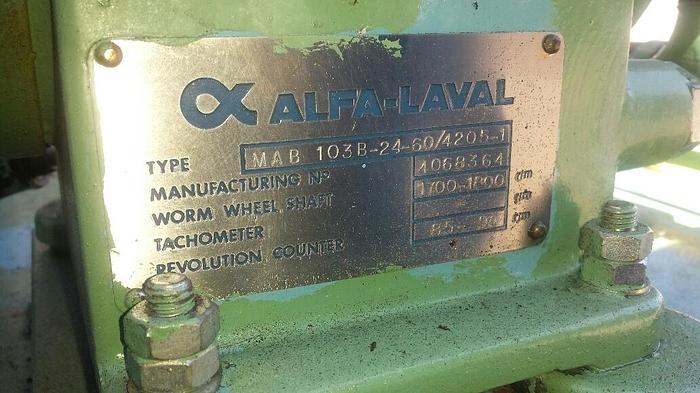 ALFA-LAVAL
TYPE MAB 103B-24-60/4205-1
MANUFACTURING Nº 4068364
WORM WHEEL SHAFT 1700-1800 r/m
TACHOMETER r/m
REVOLUTION COUNTER 85- r/m